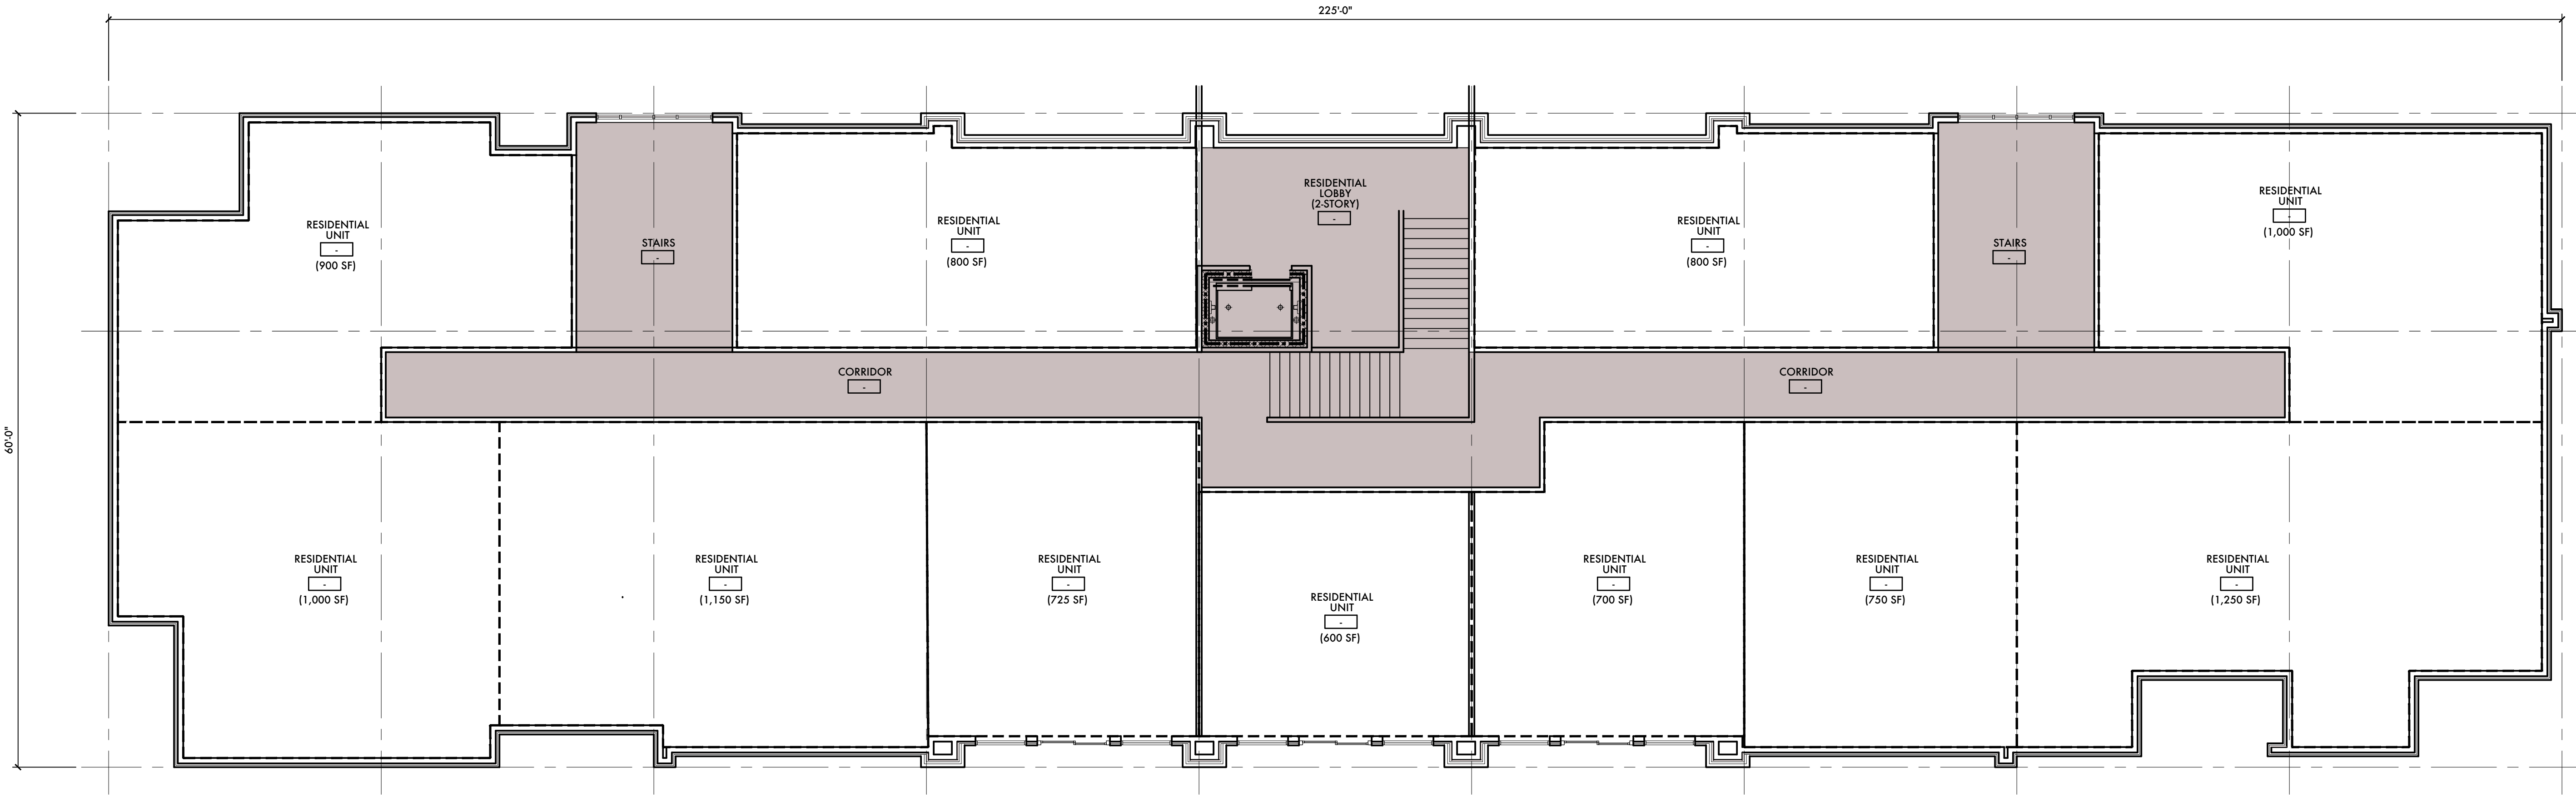 225'-0"
60'-0"
RESIDENTIAL
UNIT
-
(900 SF)
STAIRS
-
RESIDENTIAL
UNIT
-
(800 SF)
RESIDENTIAL
LOBBY
(2-STORY)
-
RESIDENTIAL
UNIT
-
(800 SF)
STAIRS
-
RESIDENTIAL
UNIT
-
(1,000 SF)
CORRIDOR
-
CORRIDOR
-
RESIDENTIAL
UNIT
-
(1,000 SF)
RESIDENTIAL
UNIT
-
(1,150 SF)
RESIDENTIAL
UNIT
-
(725 SF)
RESIDENTIAL
UNIT
-
(600 SF)
RESIDENTIAL
UNIT
-
(700 SF)
RESIDENTIAL
UNIT
-
(750 SF)
RESIDENTIAL
UNIT
-
(1,250 SF)